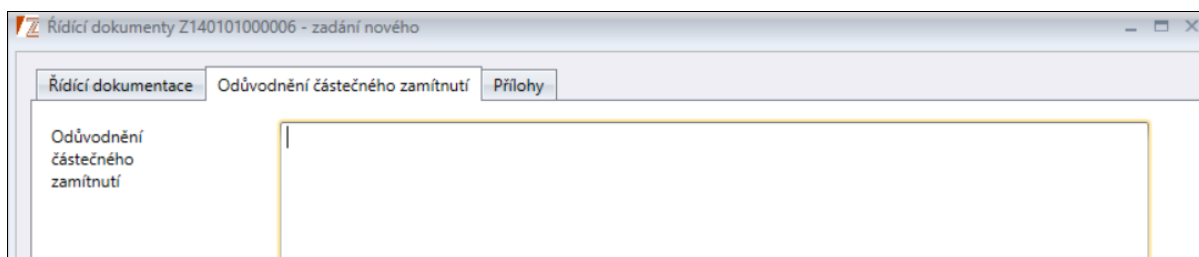 Řídící dokumenty Z140101000006 - zadání nového
Řídící dokumentace Odůvodnění částečného zamítnutí Přílohy
Odůvodnění
částečného
zamítnutí